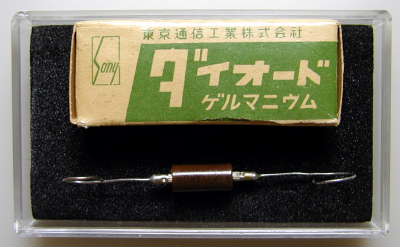 東京通信工業株式会社
Sony
ダイオード
ゲルマニウム